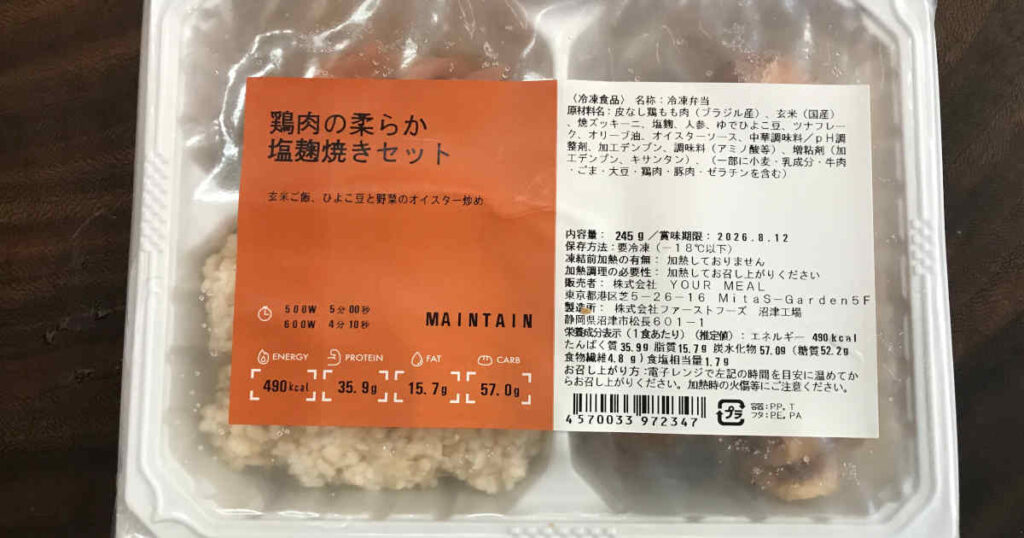 鶏肉の柔らか
塩麹焼きセット
玄米ご飯、ひよこ豆と野菜のオイスター炒め
500W 5分00秒
600W 4分10秒
MAINTAIN
ENERGY PROTEIN FAT CARB
490kcal 35.9g 15.7g 57.0g
〈冷凍食品〉 名称：冷凍弁当
原材料名：皮なし鶏もも肉（ブラジル産）、玄米（国産）
、焼ズッキーニ、塩麹、人参、ゆでひよこ豆、ツナフレー
ク、オリーブ油、オイスターソース、中華調味料／pH調
整剤、加工デンプン、調味料（アミノ酸等）、増粘剤（加
工デンプン、キサンタン）、（一部に小麦・乳成分・牛肉
・ごま・大豆・鶏肉・豚肉・ゼラチンを含む）
内容量： 245g／賞味期限：2026.8.12
保存方法：要冷凍（－18℃以下）
凍結前加熱の有無： 加熱しておりません
加熱調理の必要性： 加熱してお召し上がりください
販売者： 株式会社 YOUR MEAL
東京都港区芝5－26－16 MitaS－Garden5F
製造所： 株式会社ファーストフーズ 沼津工場
静岡県沼津市松長601－1
栄養成分表示（1食あたり）（推定値）：エネルギー 490kcal
たんぱく質 35.9g 脂質15.7g 炭水化物 57.0g（糖質52.2g
食物繊維4.8g）食塩相当量1.7g
お召し上がり方：電子レンジで左記の時間を目安に温めてか
らお召し上がりください。加熱時の火傷等にご注意ください。
4570033 972347
プラ
容器:PP,T
フタ:PE,PA